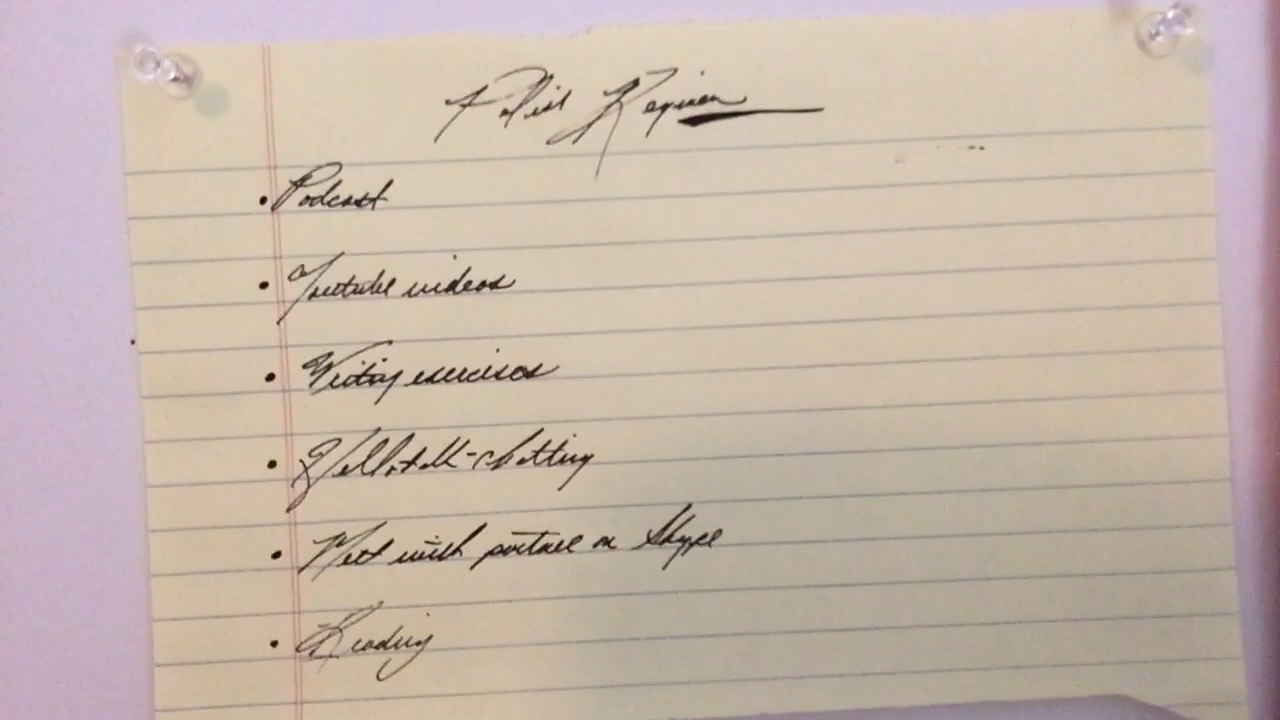 Polish Regimen
• Podcast
• Youtube videos
• Writing exercises
• Hellotalk-chatting
• Meet with partner on Skype
• Reading